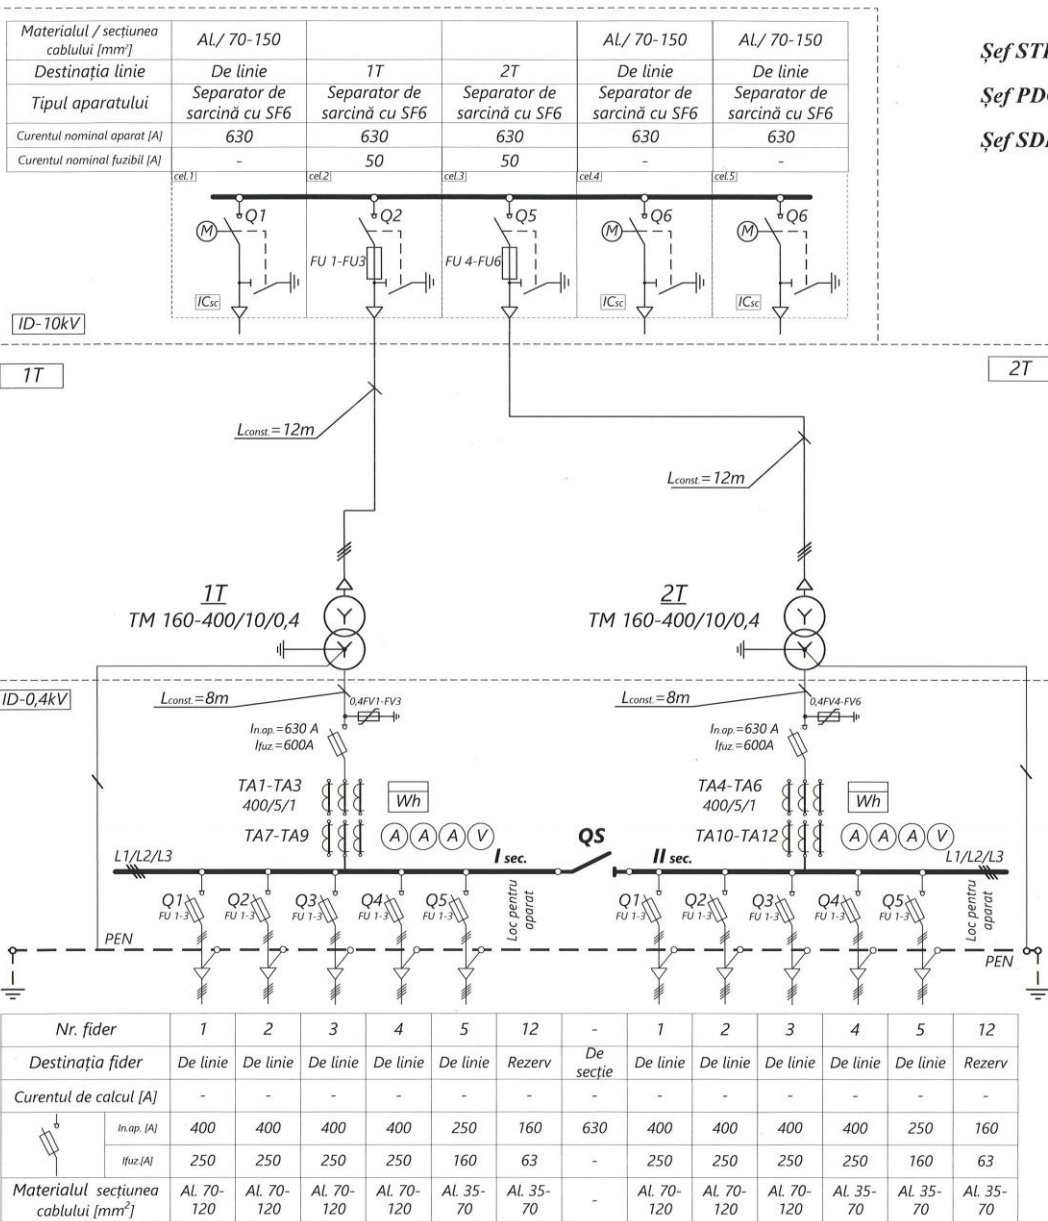 Materialul / secțiunea cablului [mm²] Al./ 70-150 Al./ 70-150 Al./ 70-150
Destinația linie De linie 1T 2T De linie De linie
Tipul aparatului Separator de sarcină cu SF6 Separator de sarcină cu SF6 Separator de sarcină cu SF6 Separator de sarcină cu SF6 Separator de sarcină cu SF6
Curentul nominal aparat [A] 630 630 630 630 630
Curentul nominal fuzibil [A] - 50 50 - -
Șef
Șef
Șef
cel.1 cel.2 cel.3 cel.4 cel.5
Q1 Q2 Q5 Q6 Q6
M M M
FU 1-FU3 FU 4-FU6
ICsc ICsc ICsc
ID-10kV
1T 2T
Lconst.=12m
Lconst.=12m
1T 2T
TM 160-400/10/0,4 TM 160-400/10/0,4
Y Y
Y Y
ID-0,4kV
Lconst.=8m 0,4FV1-FV3 Lconst.=8m 0,4FV4-FV6
In.ap.=630 A In.ap.=630 A
Ifuz.=600A Ifuz.=600A
TA1-TA3 TA4-TA6
400/5/1 Wh 400/5/1 Wh
TA7-TA9 A A A V QS TA10-TA12 A A A V
L1/L2/L3 I sec. II sec. L1/L2/L3
Q1 Q2 Q3 Q4 Q5 Loc pentru aparat Q1 Q2 Q3 Q4 Q5 Loc pentru aparat
FU 1-3 FU 1-3 FU 1-3 FU 1-3 FU 1-3 FU 1-3 FU 1-3 FU 1-3 FU 1-3 FU 1-3
PEN PEN
Nr. fider 1 2 3 4 5 12 - 1 2 3 4 5 12
Destinația fider De linie De linie De linie De linie De linie Rezerv De secție De linie De linie De linie De linie De linie Rezerv
Curentul de calcul [A] - - - - - - - - - - - -
In.ap. [A] 400 400 400 400 250 160 630 400 400 400 400 250 160
Ifuz.[A] 250 250 250 250 160 63 - 250 250 250 250 160 63
Materialul secțiunea cablului [mm²] Al. 70-120 Al. 70-120 Al. 70-120 Al. 70-120 Al. 35-70 Al. 35-70 - Al. 70-120 Al. 70-120 Al. 70-120 Al. 35-70 Al. 35-70 Al. 35-70